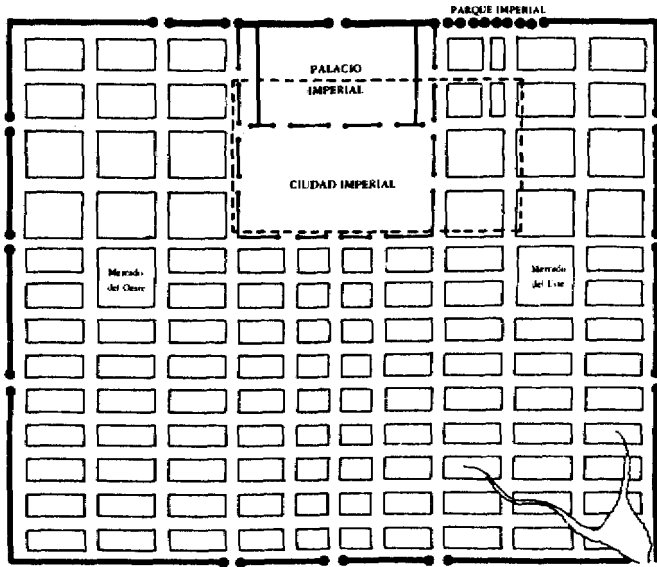 PARQUE IMPERIAL
PALACIO
IMPERIAL
CIUDAD IMPERIAL
Mercado
del Oeste
Mercado
del Este